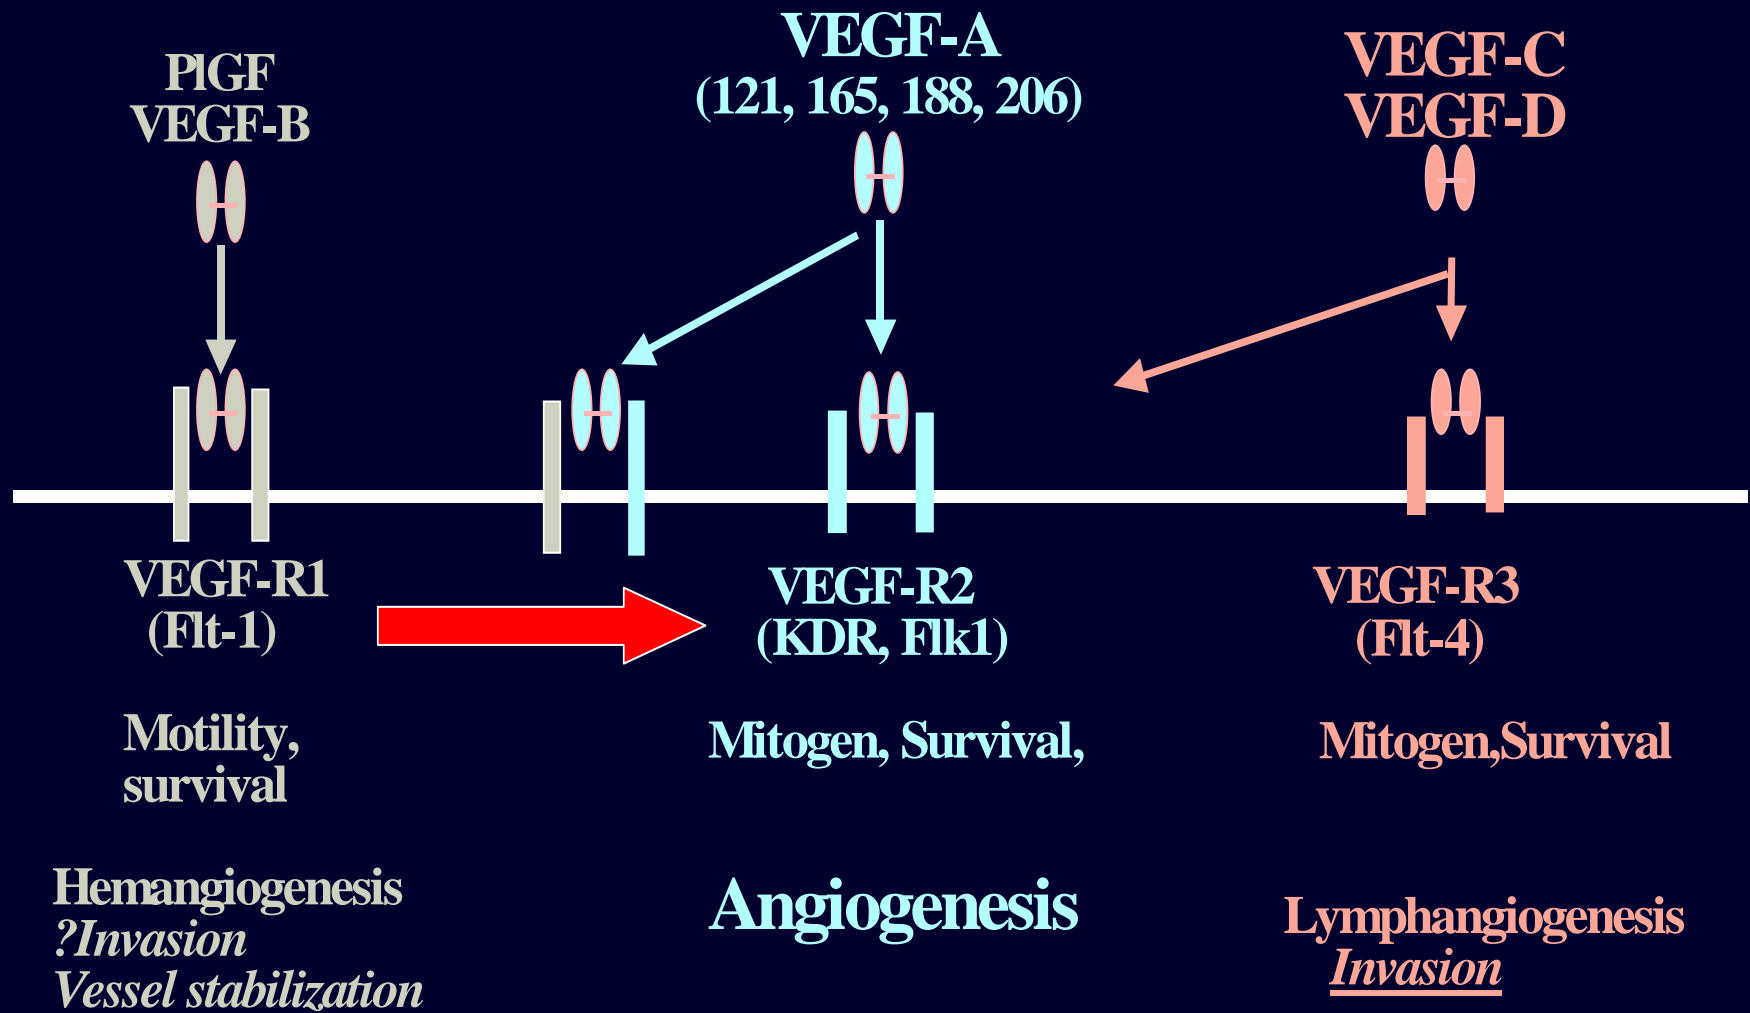 PlGF
VEGF-B
VEGF-A
(121, 165, 188, 206)
VEGF-C
VEGF-D
VEGF-R1
(Flt-1)
VEGF-R2
(KDR, Flk1)
VEGF-R3
(Flt-4)
Motility,
survival
Mitogen, Survival,
Mitogen,Survival
Hemangiogenesis
?Invasion
Vessel stabilization
Angiogenesis
Lymphangiogenesis
Invasion